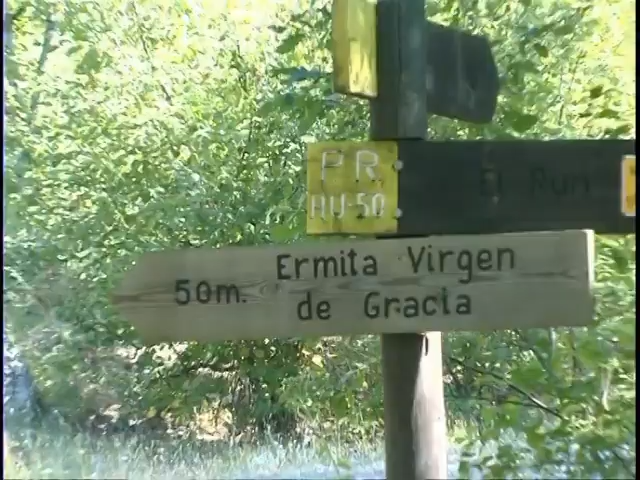 PR
HU-50
El Run
50m.
Ermita Virgen
de Gracia